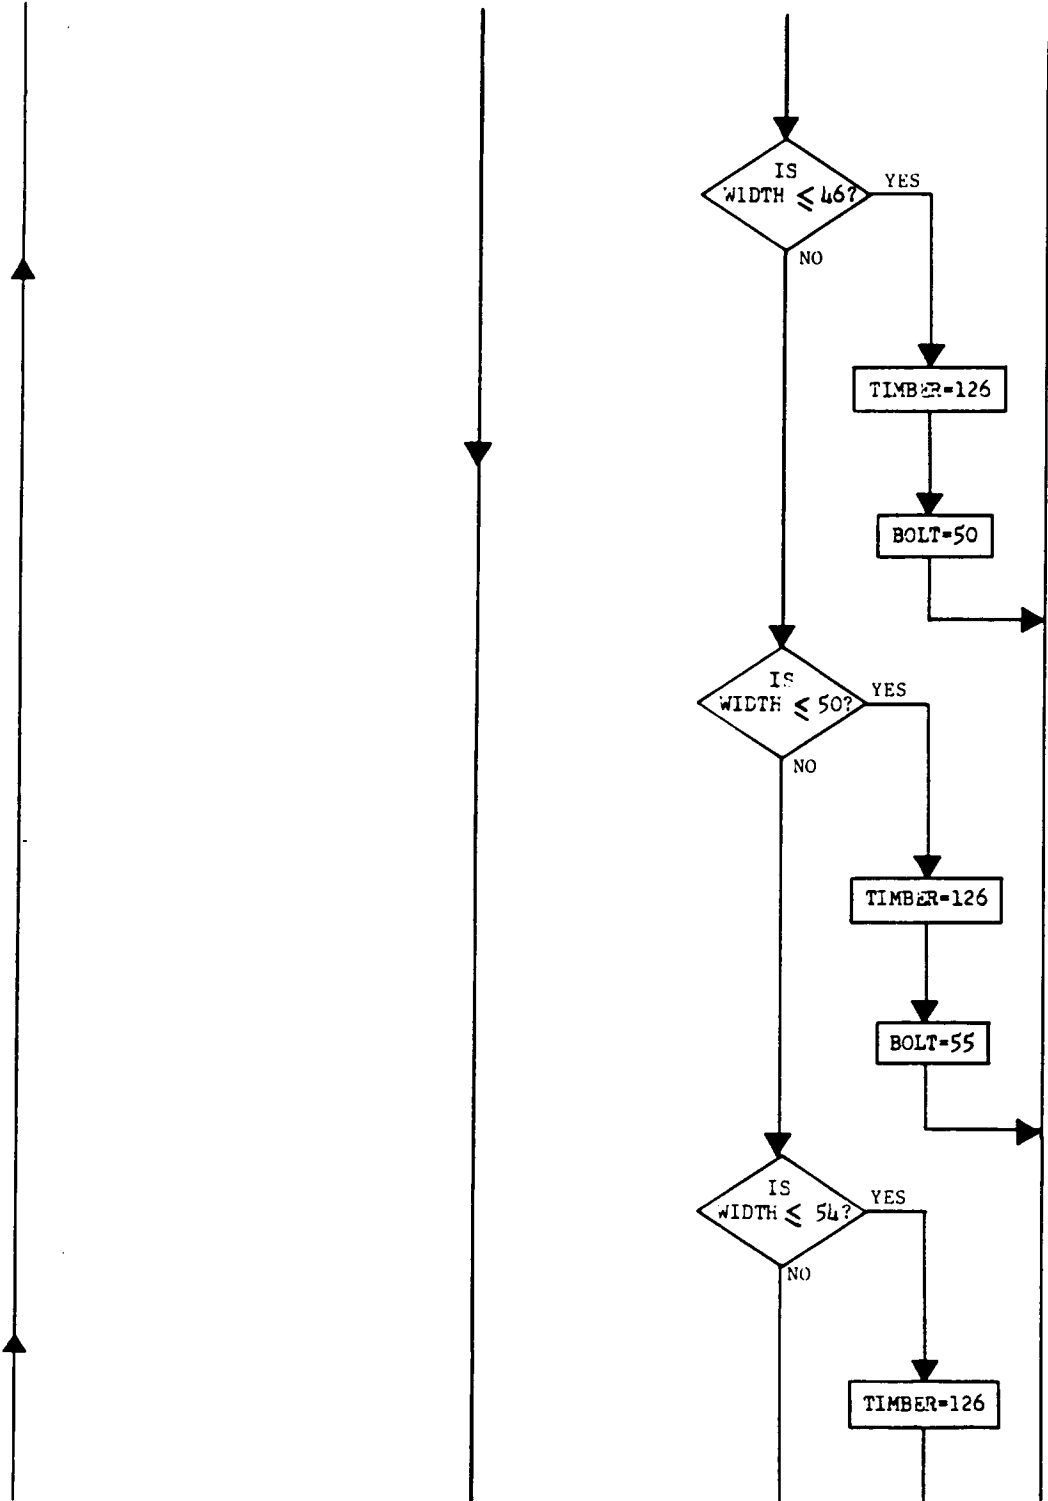 IS
WIDTH ≤ 46?
YES
NO
TIMBER=126
BOLT=50
IS
WIDTH ≤ 50?
YES
NO
TIMBER=126
BOLT=55
IS
WIDTH ≤ 54?
YES
NO
TIMBER=126